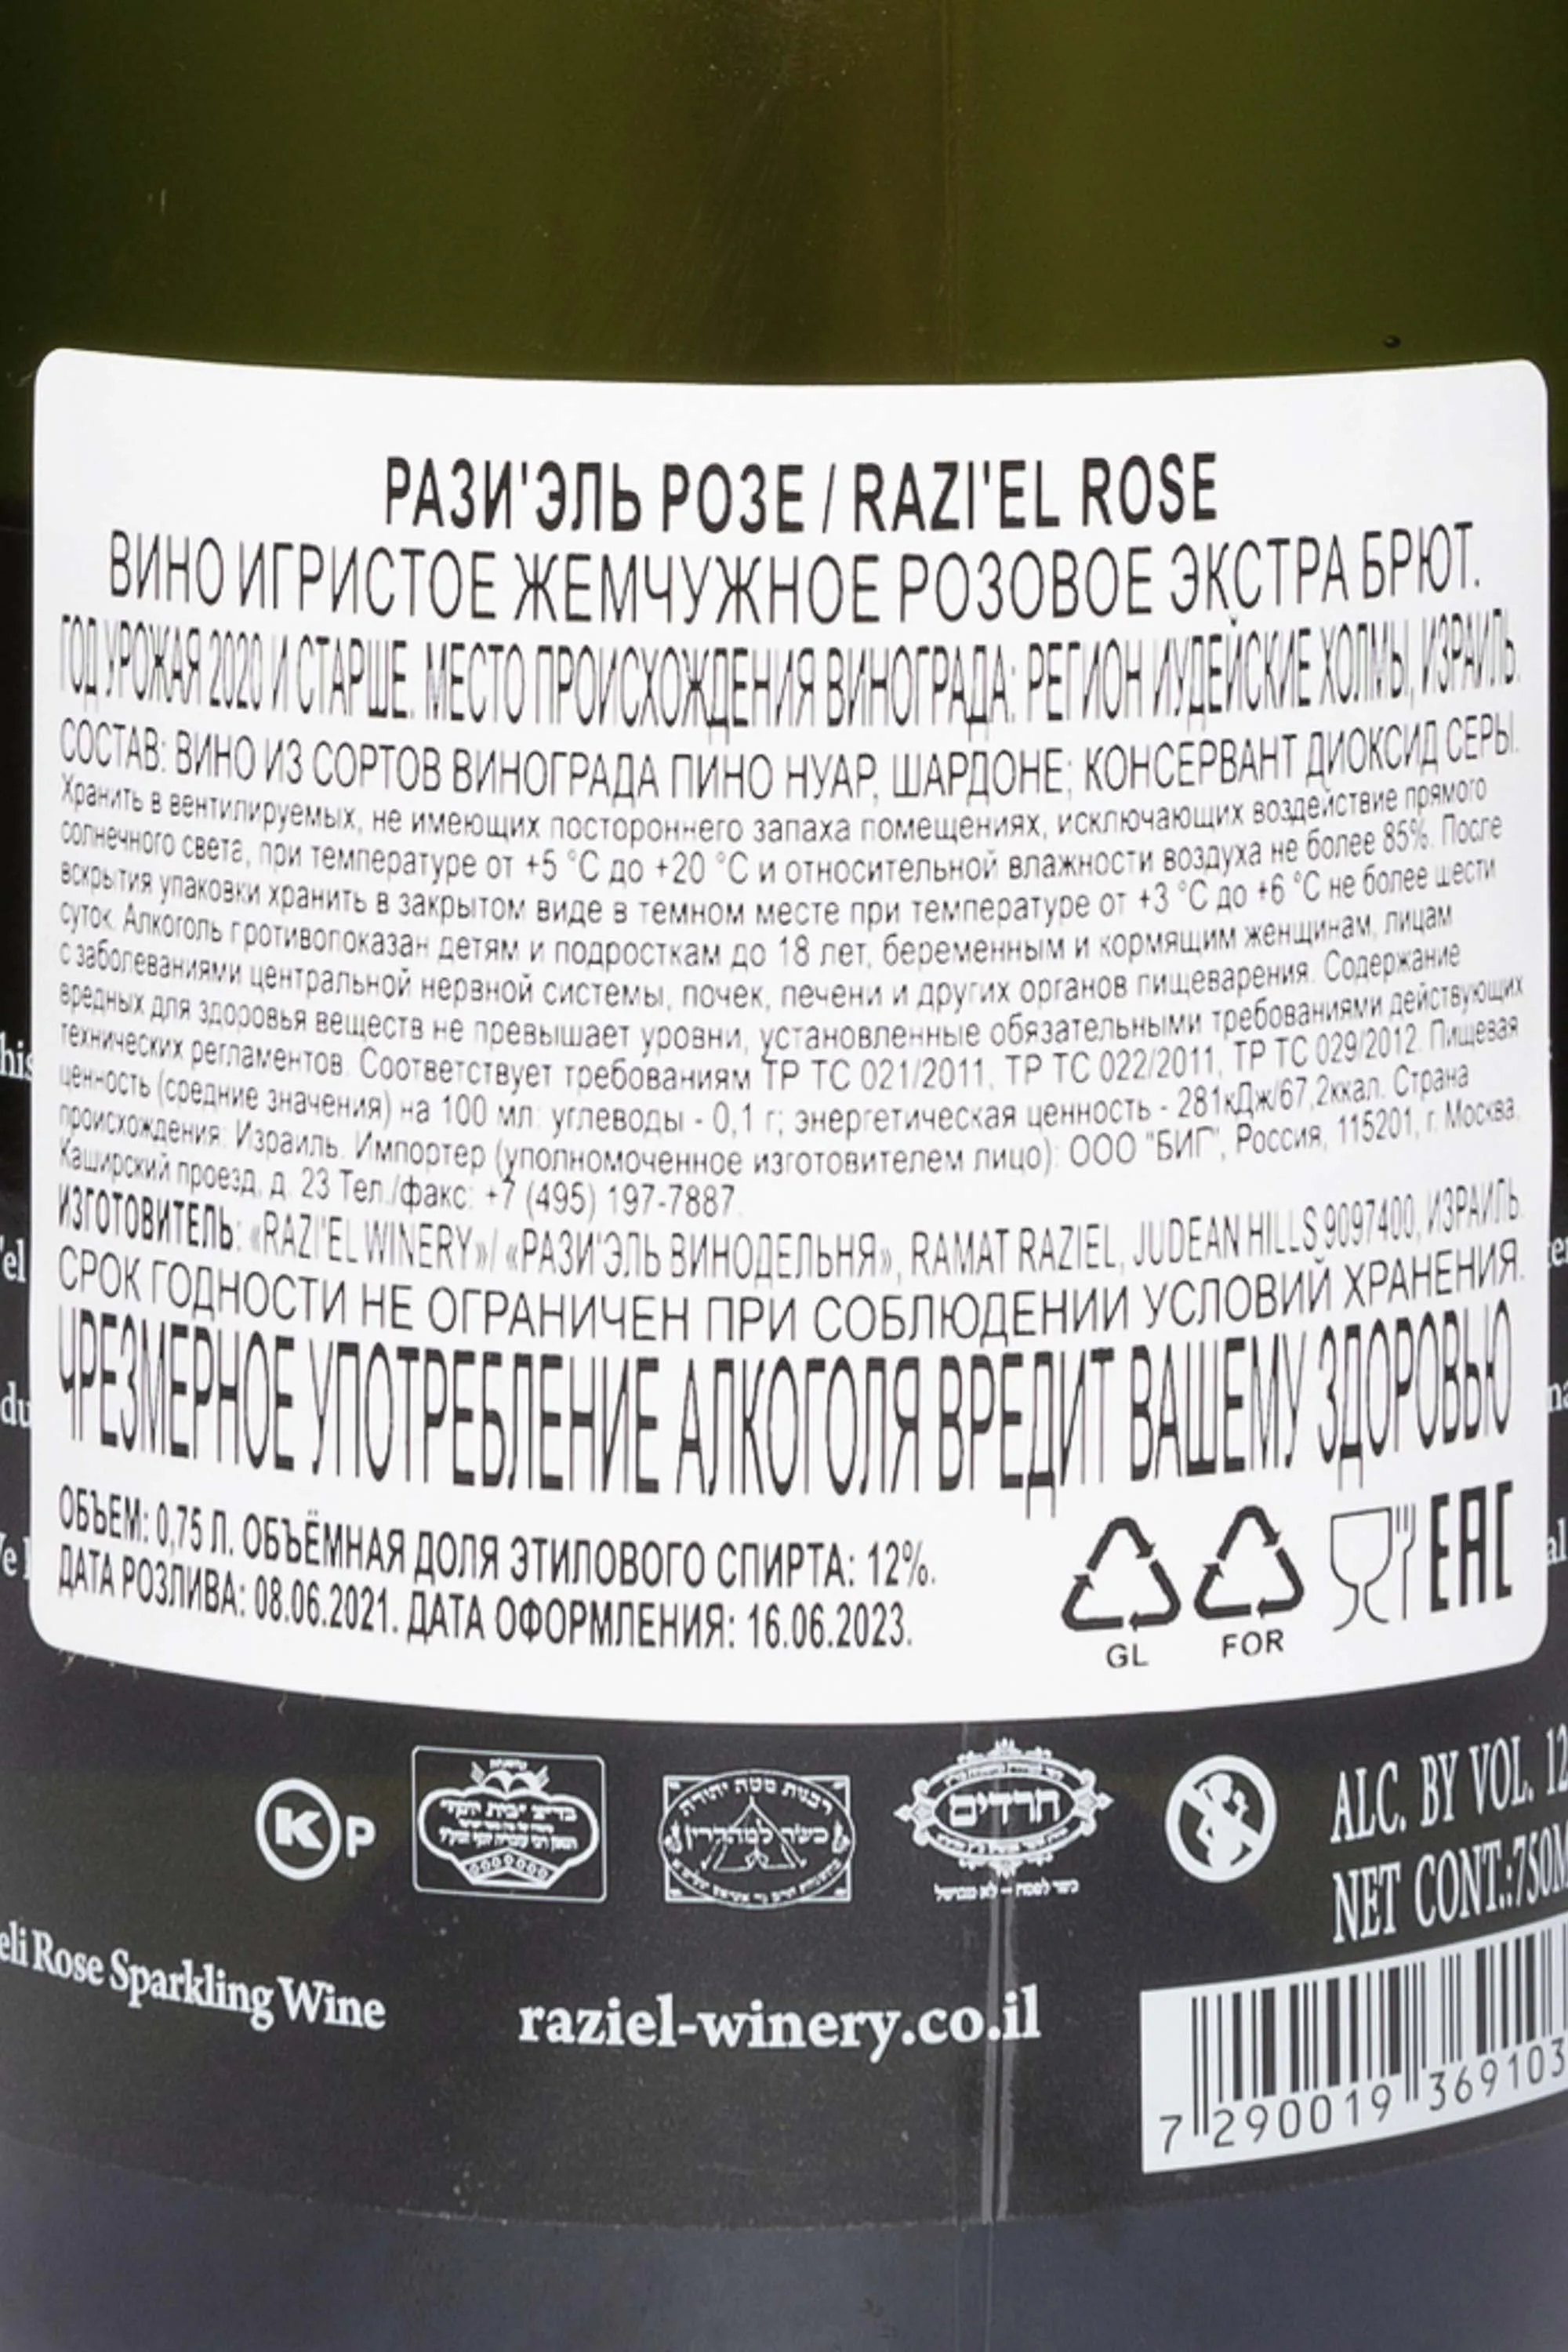 РАЗИ'ЭЛЬ РОЗЕ / RAZI'EL ROSE
ВИНО ИГРИСТОЕ ЖЕМЧУЖНОЕ РОЗОВОЕ ЭКСТРА БРЮТ.
ГОД УРОЖАЯ 2020 И СТАРШЕ. МЕСТО ПРОИСХОЖДЕНИЯ ВИНОГРАДА: РЕГИОН ИУДЕЙСКИЕ ХОЛМЫ, ИЗРАИЛЬ.
СОСТАВ: ВИНО ИЗ СОРТОВ ВИНОГРАДА ПИНО НУАР, ШАРДОНЕ; КОНСЕРВАНТ ДИОКСИД СЕРЫ.
Хранить в вентилируемых, не имеющих постороннего запаха помещениях, исключающих воздействие прямого
солнечного света, при температуре от +5 °С до +20 °С и относительной влажности воздуха не более 85%. После
вскрытия упаковки хранить в закрытом виде в темном месте при температуре от +3 °С до +6 °С не более шести
суток. Алкоголь противопоказан детям и подросткам до 18 лет, беременным и кормящим женщинам, лицам
с заболеваниями центральной нервной системы, почек, печени и других органов пищеварения. Содержание
вредных для здоровья веществ не превышает уровни, установленные обязательными требованиями действующих
технических регламентов. Соответствует требованиям ТР ТС 021/2011, ТР ТС 022/2011, ТР ТС 029/2012. Пищевая
ценность (средние значения) на 100 мл: углеводы - 0,1 г; энергетическая ценность - 281кДж/67,2ккал. Страна
происхождения: Израиль. Импортер (уполномоченное изготовителем лицо): ООО "БИГ", Россия, 115201, г. Москва,
Каширский проезд, д. 23 Тел./факс: +7 (495) 197-7887.
ИЗГОТОВИТЕЛЬ: «RAZI'EL WINERY»/ «РАЗИ'ЭЛЬ ВИНОДЕЛЬНЯ», RAMAT RAZIEL, JUDEAN HILLS 9097400, ИЗРАИЛЬ.
СРОК ГОДНОСТИ НЕ ОГРАНИЧЕН ПРИ СОБЛЮДЕНИИ УСЛОВИЙ ХРАНЕНИЯ.
ЧРЕЗМЕРНОЕ УПОТРЕБЛЕНИЕ АЛКОГОЛЯ ВРЕДИТ ВАШЕМУ ЗДОРОВЬЮ
ОБЪЕМ: 0,75 Л. ОБЪЁМНАЯ ДОЛЯ ЭТИЛОВОГО СПИРТА: 12%.
ДАТА РОЗЛИВА: 08.06.2021. ДАТА ОФОРМЛЕНИЯ: 16.06.2023.
GL FOR EAC
K P
רבנות מטה יהודה
כשר למהדרין
חרדים
ALC. BY VOL. 12
NET CONT.:750M
eli Rose Sparkling Wine
raziel-winery.co.il
7 290019 369103